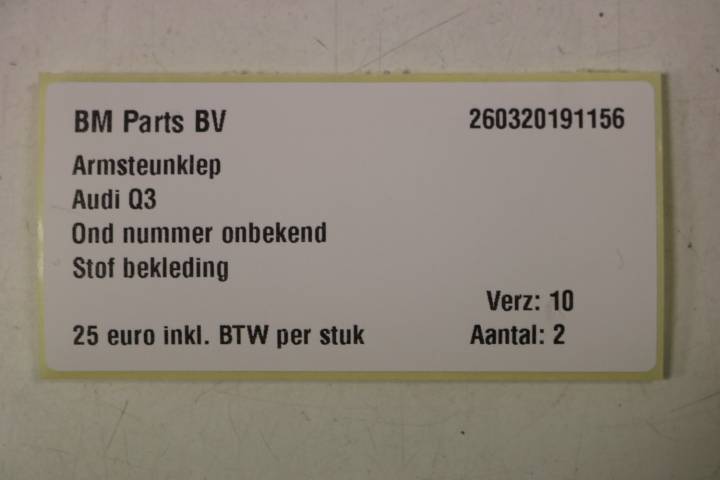 BM Parts BV 260320191156
Armsteunklep
Audi Q3
Ond nummer onbekend
Stof bekleding
Verz: 10
25 euro inkl. BTW per stuk Aantal: 2